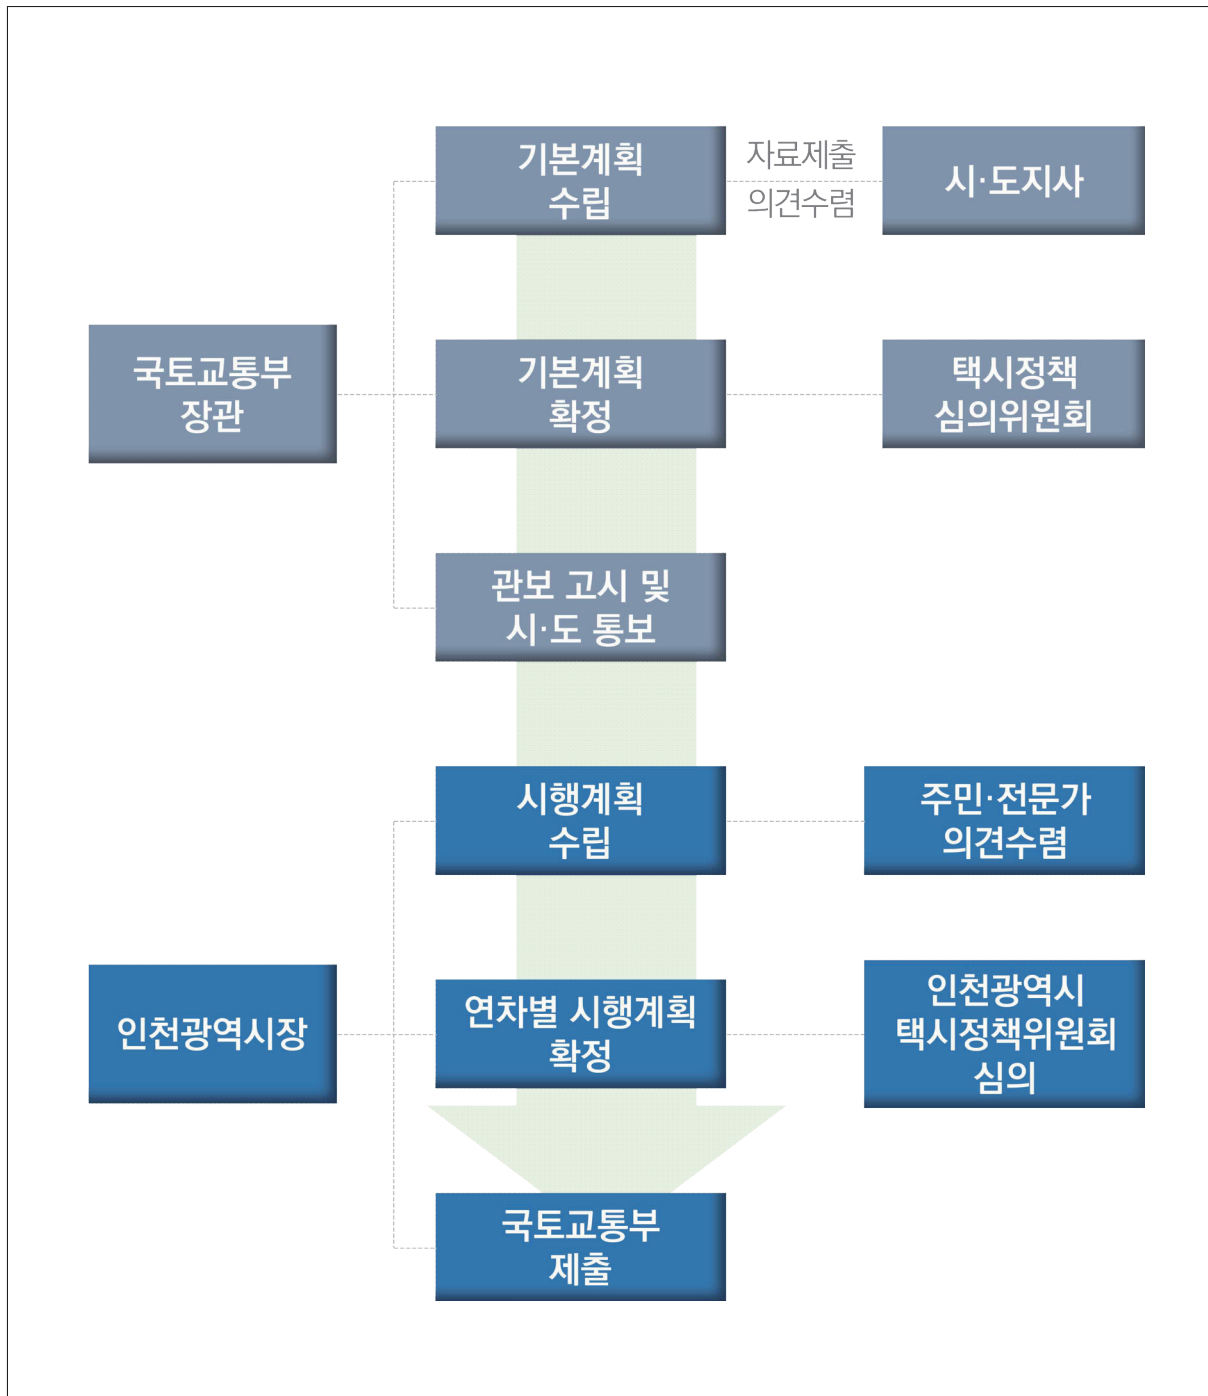 기본계획
수립
자료제출
의견수렴
시·도지사
국토교통부
장관
기본계획
확정
택시정책
심의위원회
관보 고시 및
시·도 통보
시행계획
수립
주민·전문가
의견수렴
인천광역시장
연차별 시행계획
확정
인천광역시
택시정책위원회
심의
국토교통부
제출